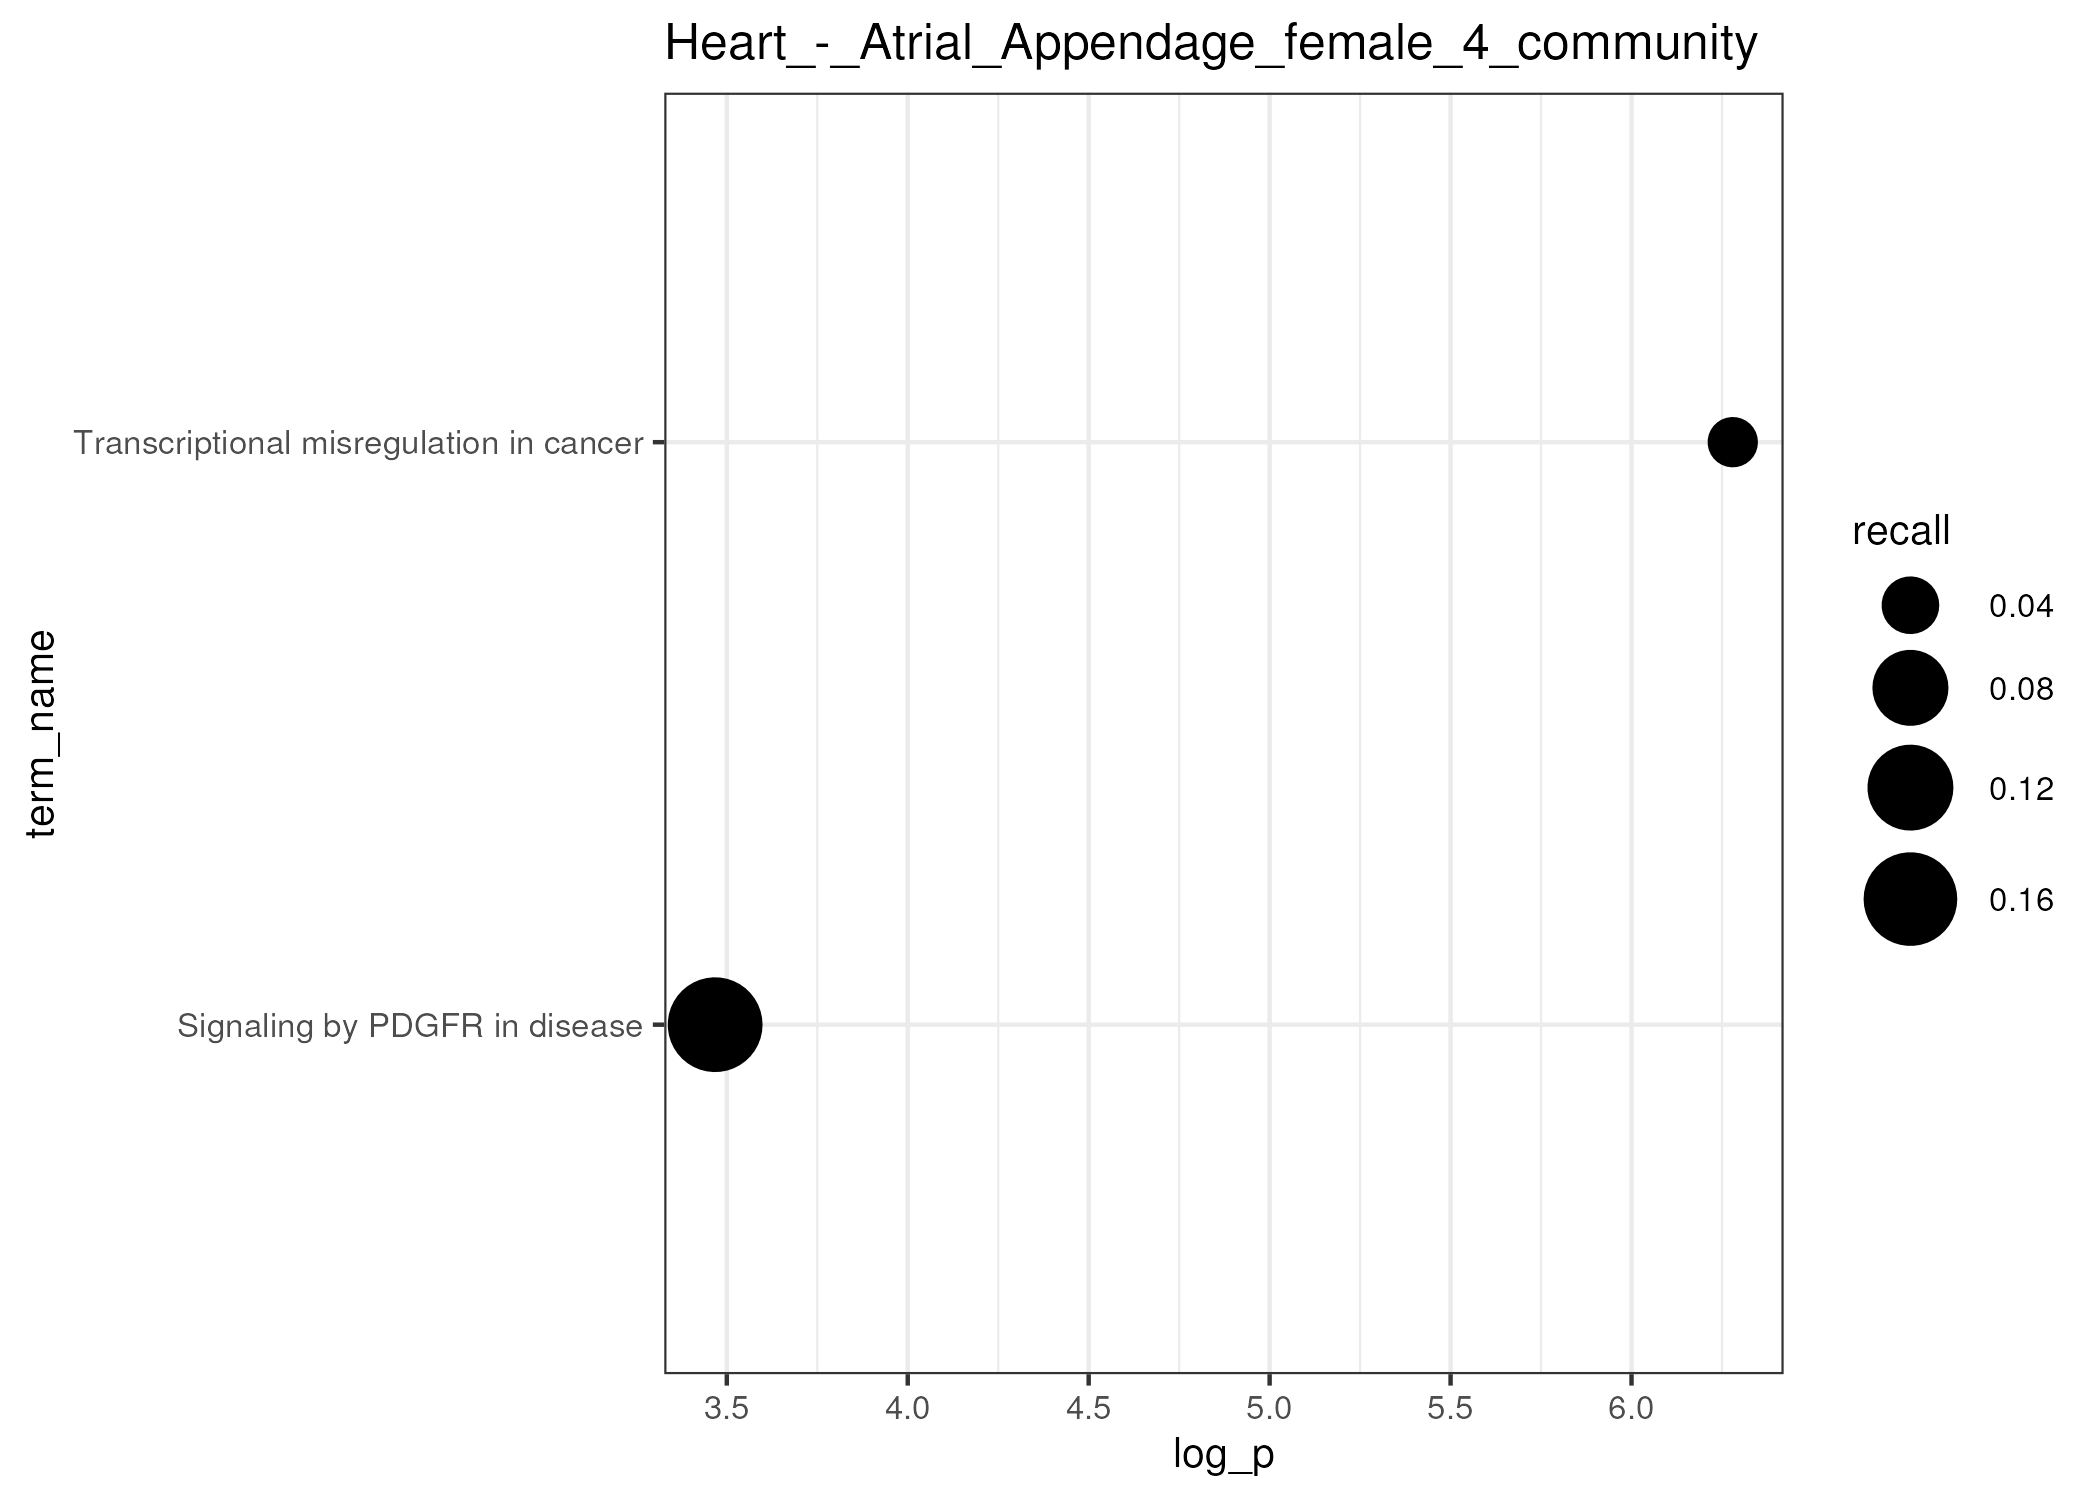 Heart_-_Atrial_Appendage_female_4_community
term_name
Transcriptional misregulation in cancer
Signaling by PDGFR in disease
3.5 4.0 4.5 5.0 5.5 6.0
log_p
recall
0.04
0.08
0.12
0.16